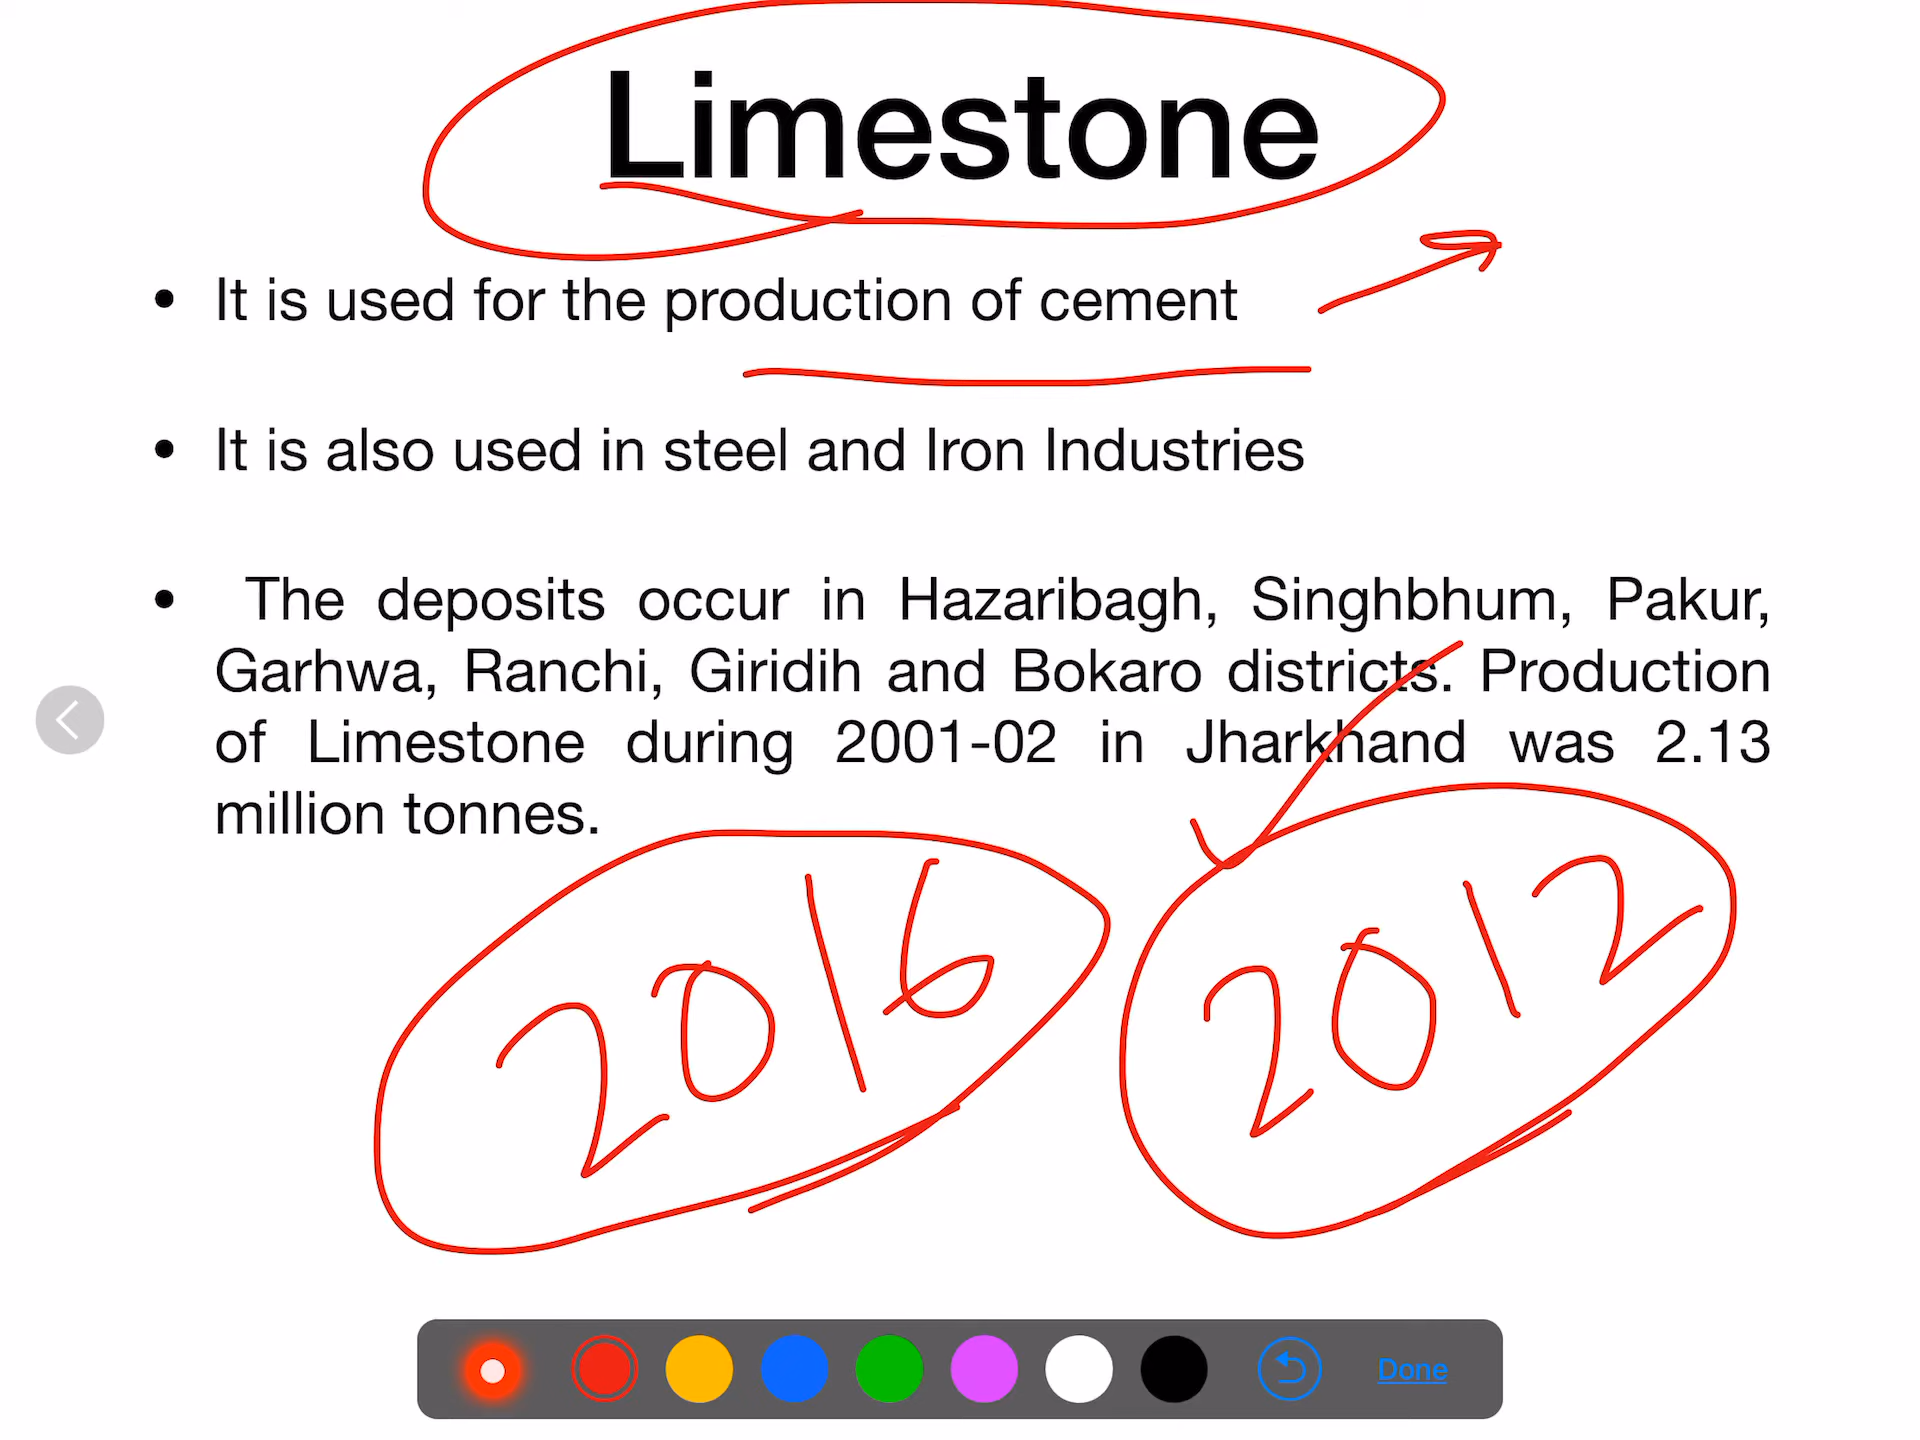 Limestone
• It is used for the production of cement
• It is also used in steel and Iron Industries
• The deposits occur in Hazaribagh, Singhbhum, Pakur,
Garhwa, Ranchi, Giridih and Bokaro districts. Production
of Limestone during 2001-02 in Jharkhand was 2.13
million tonnes.
2016 2012
Done